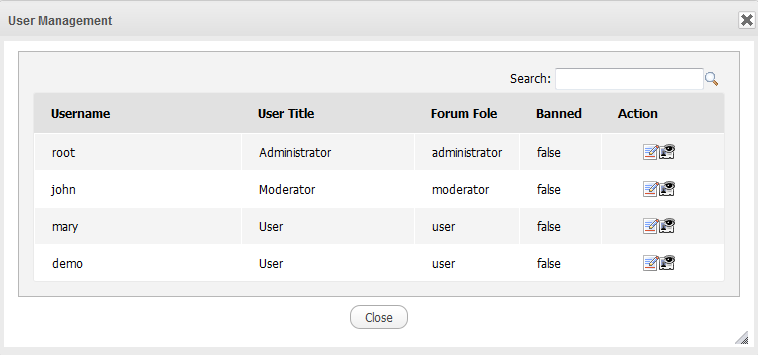 User Management
Search:
Username User Title Forum Fole Banned Action
root Administrator administrator false
john Moderator moderator false
mary User user false
demo User user false
Close